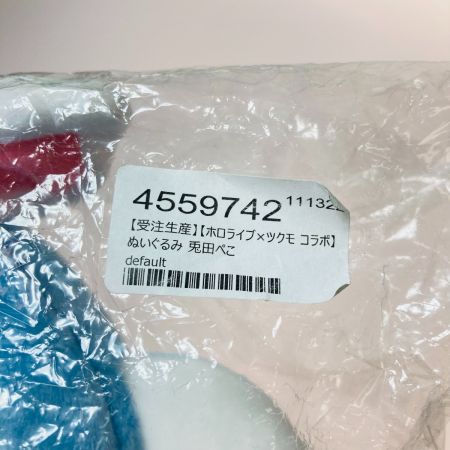 4559742
【受注生産】【ホロライブ×ツクモ コラボ】
ぬいぐるみ 兎田ぺこ
default